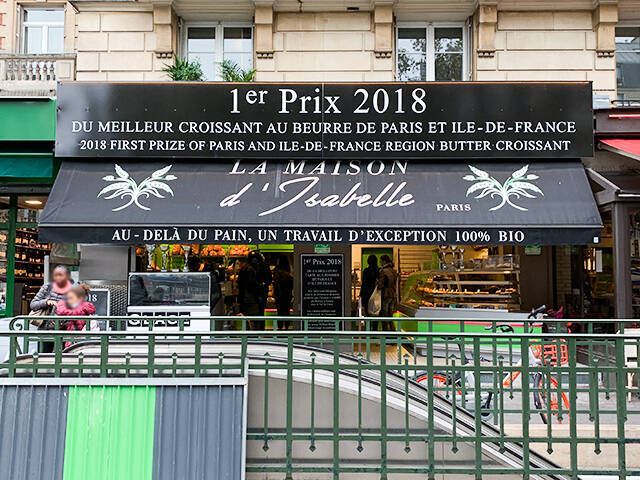 1er Prix 2018
DU MEILLEUR CROISSANT AU BEURRE DE PARIS ET ILE-DE-FRANCE
2018 FIRST PRIZE OF PARIS AND ILE-DE-FRANCE REGION BUTTER CROISSANT
LA MAISON
d'Isabelle
PARIS
AU-DELÀ DU PAIN, UN TRAVAIL D'EXCEPTION 100% BIO
1er Prix 2018